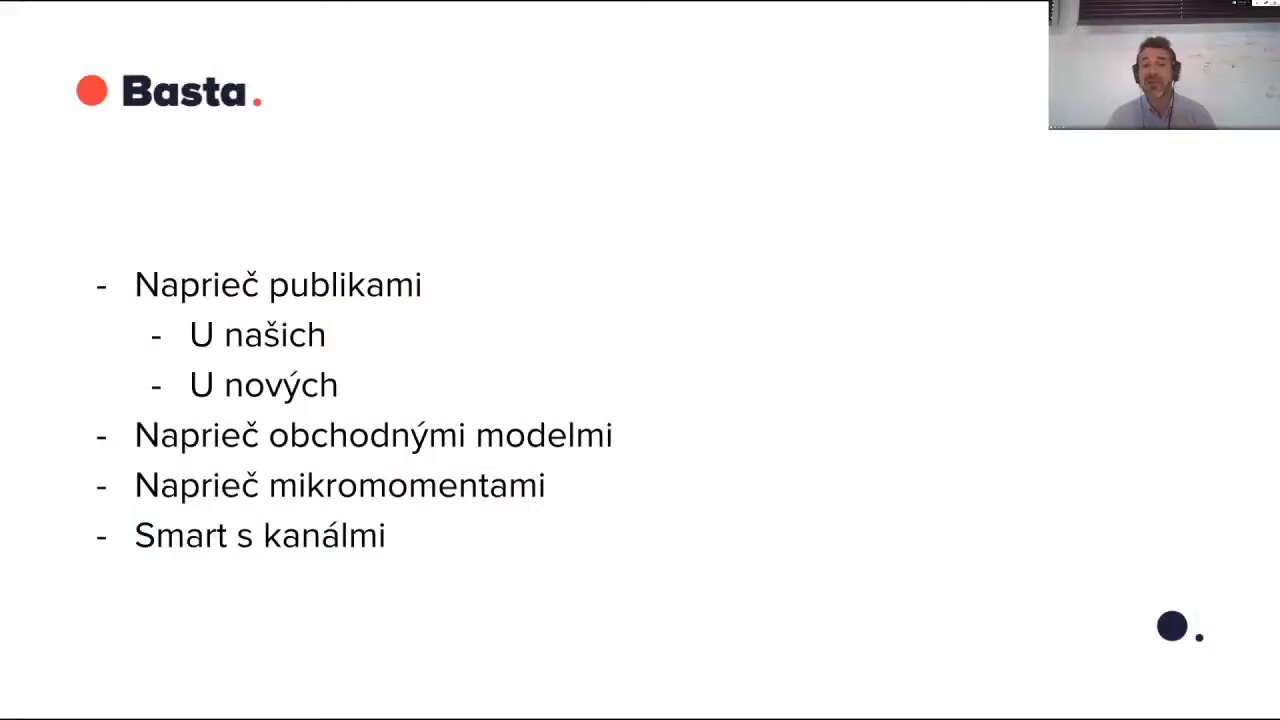 Basta.
- Naprieč publikami
- U našich
- U nových
- Naprieč obchodnými modelmi
- Naprieč mikromomentami
- Smart s kanálmi